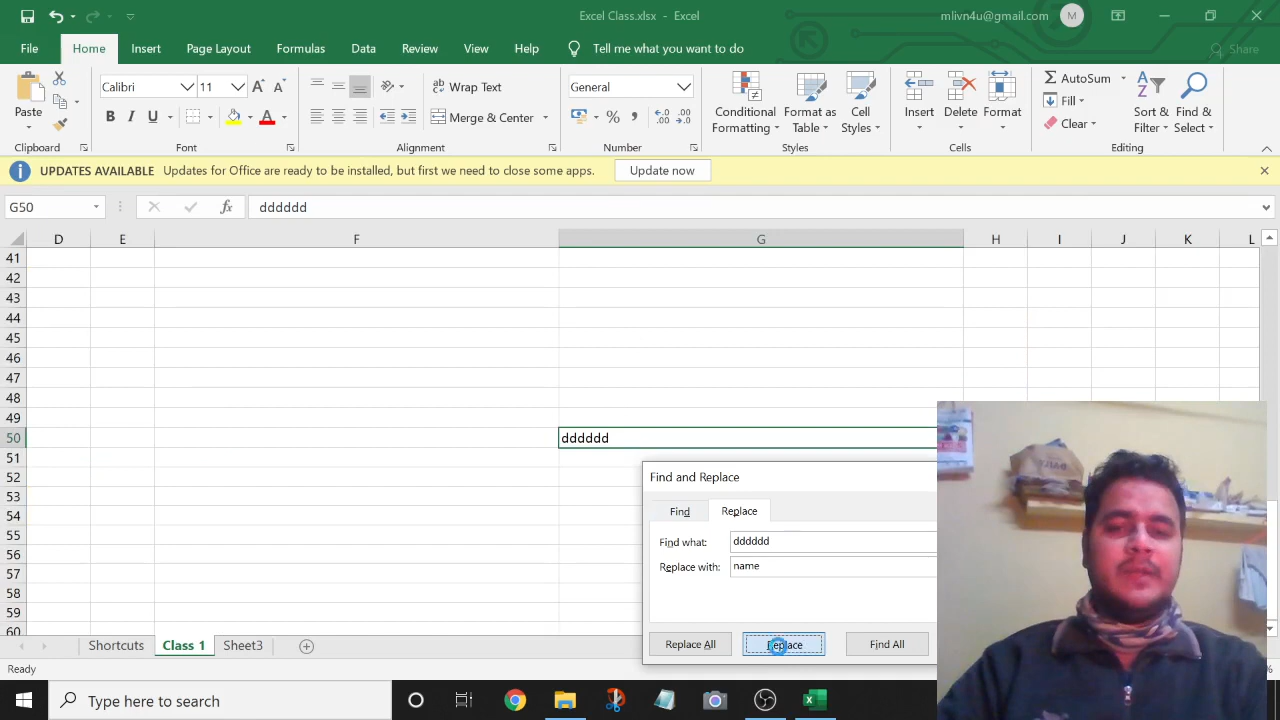 Excel Class.xlsx - Excel
mlivn4u@gmail.com
M
File Home Insert Page Layout Formulas Data Review View Help Tell me what you want to do Share
Paste
Clipboard
Calibri 11
B I U
Font
Wrap Text
Merge & Center
Alignment
General
% ,
Number
Conditional Formatting
Format as Table
Cell Styles
Styles
Insert Delete Format
Cells
AutoSum
Fill
Clear
Sort & Filter
Find & Select
Editing
UPDATES AVAILABLE Updates for Office are ready to be installed, but first we need to close some apps. Update now
G50 fx dddddd
D E F G H I J K L
41
42
43
44
45
46
47
48
49
50 dddddd
51
52
53
54
55
56
57
58
59
60
Find and Replace
Find Replace
Find what: dddddd
Replace with: name
Replace All Replace Find All
shortcuts Class 1 Sheet3
Ready
Type here to search